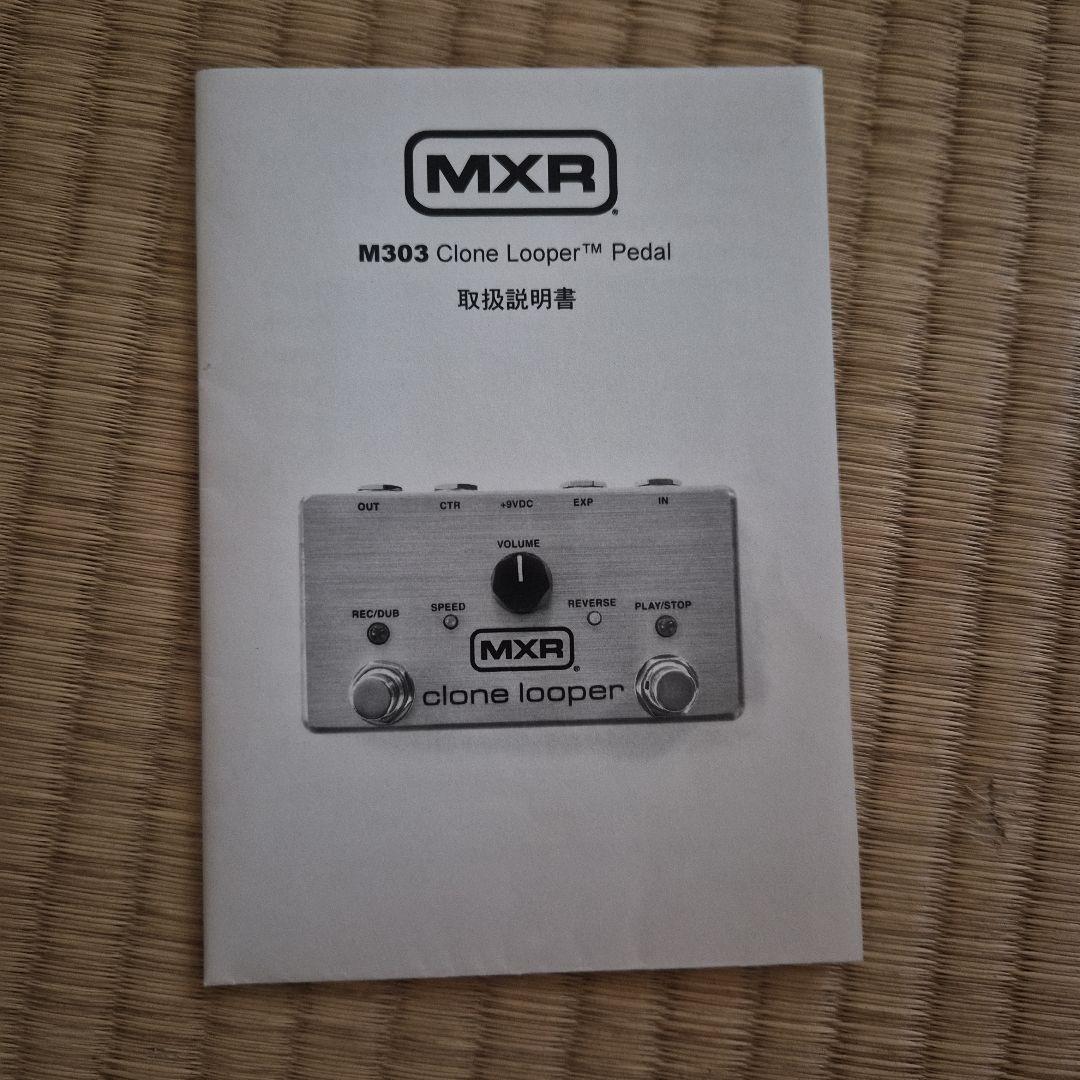 MXR®
M303 Clone Looper™ Pedal
取扱説明書
OUT CTR +9VDC EXP IN
VOLUME
REC/DUB SPEED REVERSE PLAY/STOP
MXR®
clone looper